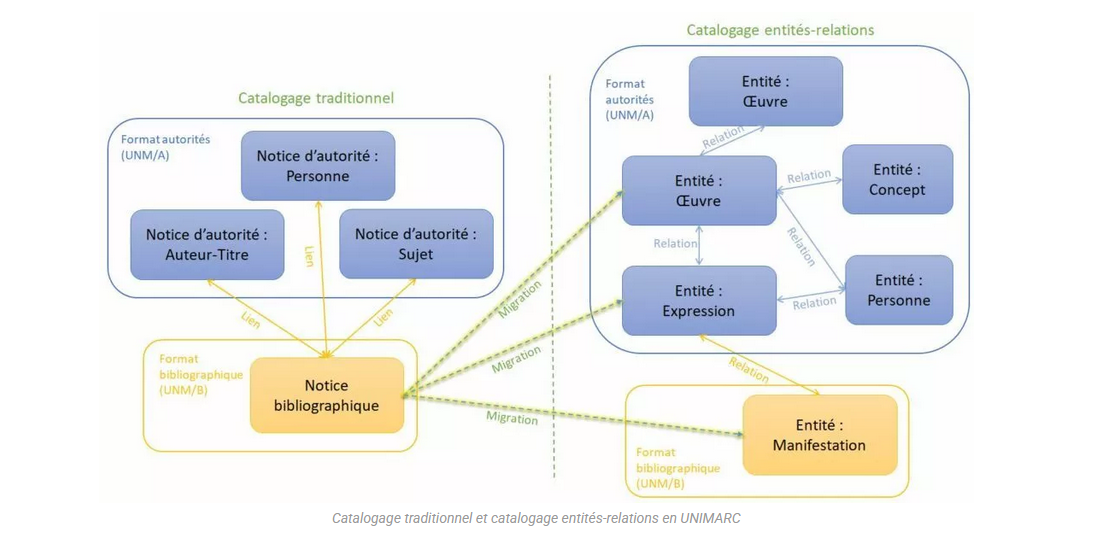 Catalogage entités-relations
Catalogage traditionnel
Format autorités
(UNM/A)
Notice d'autorité :
Personne
Notice d'autorité :
Auteur-Titre
Notice d'autorité :
Sujet
Lien
Lien
Lien
Format
bibliographique
(UNM/B)
Notice
bibliographique
Migration
Migration
Migration
Format
autorités
(UNM/A)
Entité :
Œuvre
Relation
Entité :
Œuvre
Relation
Entité :
Concept
Relation
Relation
Entité :
Expression
Relation
Entité :
Personne
Relation
Entité :
Manifestation
Format
bibliographique
(UNM/B)
Catalogage traditionnel et catalogage entités-relations en UNIMARC